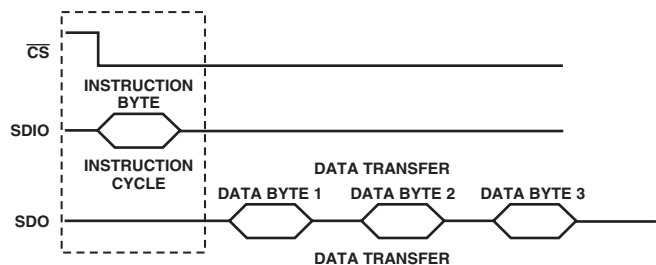 CS
INSTRUCTION
BYTE
SDIO
INSTRUCTION
CYCLE
DATA TRANSFER
DATA BYTE 1 DATA BYTE 2 DATA BYTE 3
SDO
DATA TRANSFER